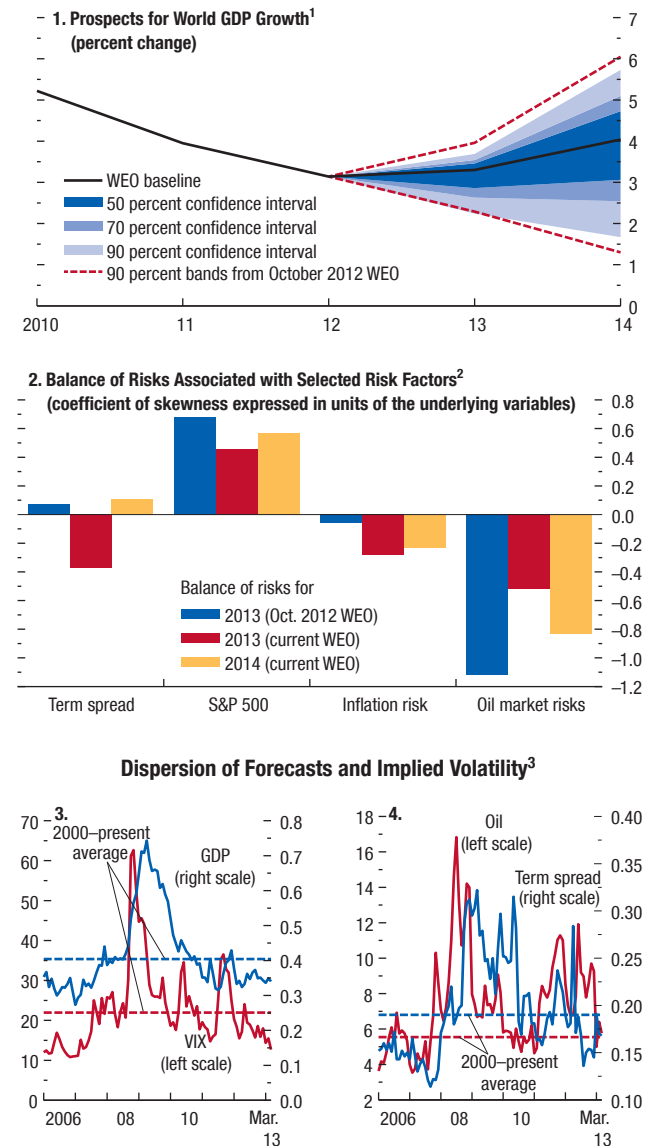 1. Prospects for World GDP Growth1
(percent change)
7
6
5
4
3
2
1
0
WEO baseline
50 percent confidence interval
70 percent confidence interval
90 percent confidence interval
90 percent bands from October 2012 WEO
2010 11 12 13 14
2. Balance of Risks Associated with Selected Risk Factors2
(coefficient of skewness expressed in units of the underlying variables)
0.8
0.6
0.4
0.2
0.0
–0.2
–0.4
–0.6
–0.8
–1.0
–1.2
Balance of risks for
2013 (Oct. 2012 WEO)
2013 (current WEO)
2014 (current WEO)
Term spread S&P 500 Inflation risk Oil market risks
Dispersion of Forecasts and Implied Volatility3
3.
70
60
50
40
30
20
10
0
2000–present
average
GDP
(right scale)
VIX
(left scale)
0.8
0.7
0.6
0.5
0.4
0.3
0.2
0.1
0.0
2006 08 10 Mar.
13
4.
18
16
14
12
10
8
6
4
2
Oil
(left scale)
Term spread
(right scale)
2000–present
average
0.40
0.35
0.30
0.25
0.20
0.15
0.10
2006 08 10 Mar.
13